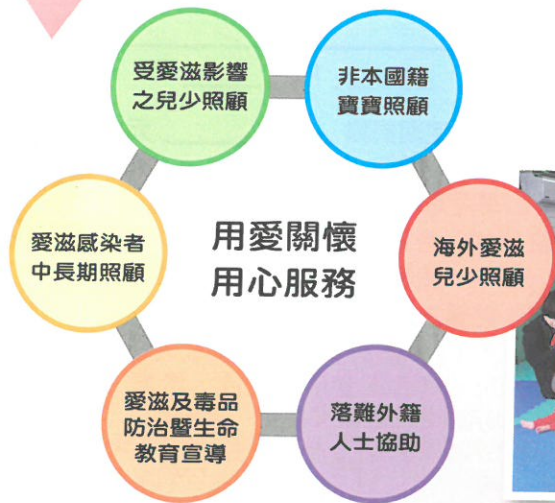 受愛滋影響
之兒少照顧
非本國籍
寶寶照顧
愛滋感染者
中長期照顧
用愛關懷
用心服務
海外愛滋
兒少照顧
愛滋及毒品
防治暨生命
教育宣導
落難外籍
人士協助